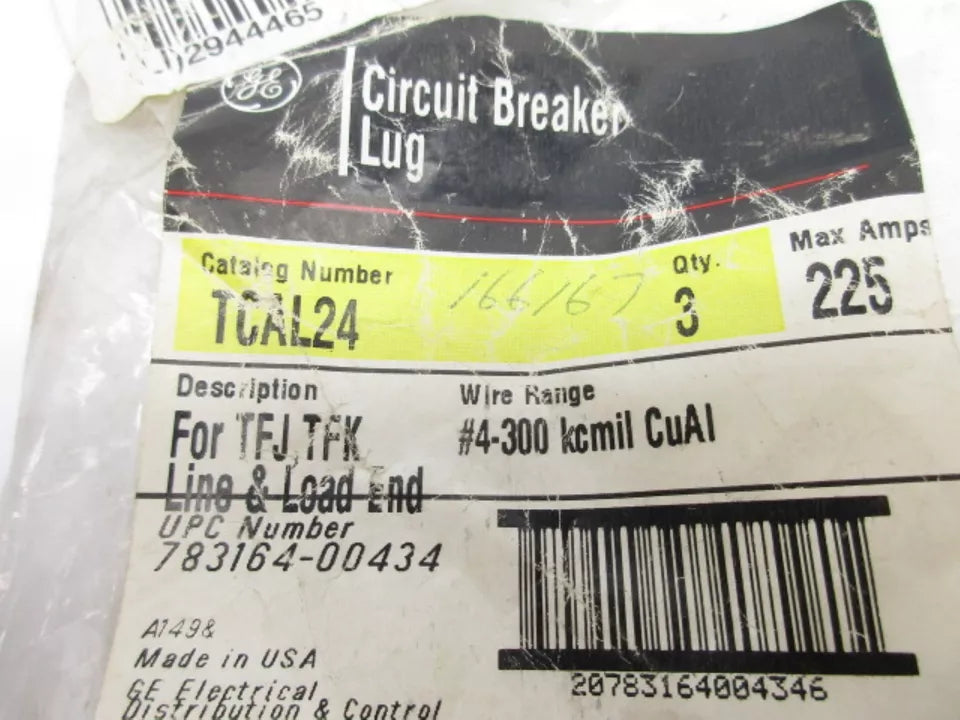 02944465
GE
Circuit Breaker
Lug
Catalog Number
TCAL24
166167
Qty.
3
Max Amps
225
Description
For TFJ,TFK
Line & Load End
Wire Range
#4-300 kcmil CuAl
UPC Number
783164-00434
A149&
Made in USA
GE Electrical
Distribution & Control
20783164004346